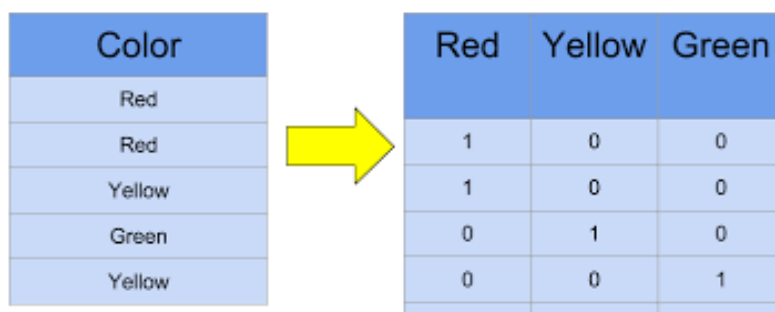 Color
Red
Red
Yellow
Green
Yellow
Red Yellow Green
1 0 0
1 0 0
0 1 0
0 0 1